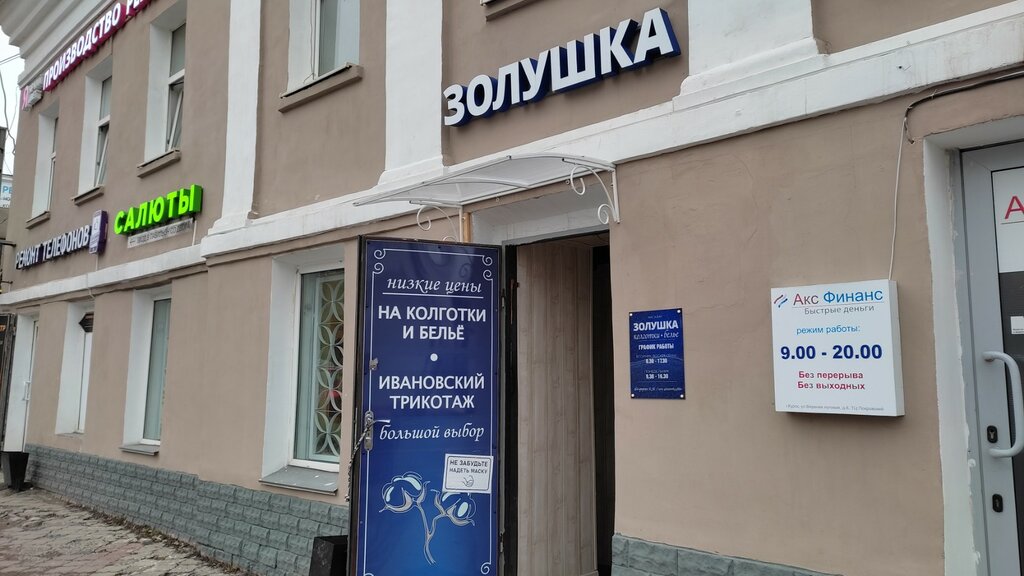 ПРОИЗВОДСТВО
ЗОЛУШКА
САЛЮТЫ
РЕМОНТ ТЕЛЕФОНОВ
низкие цены
НА КОЛГОТКИ
И БЕЛЬЁ
ИВАНОВСКИЙ
ТРИКОТАЖ
большой выбор
НЕ ЗАБУДЬТЕ
НАДЕТЬ МАСКУ
ЗОЛУШКА
колготки • белье
ГРАФИК РАБОТЫ
Акс Финанс
Быстрые деньги
режим работы:
9.00 - 20.00
Без перерыва
Без выходных